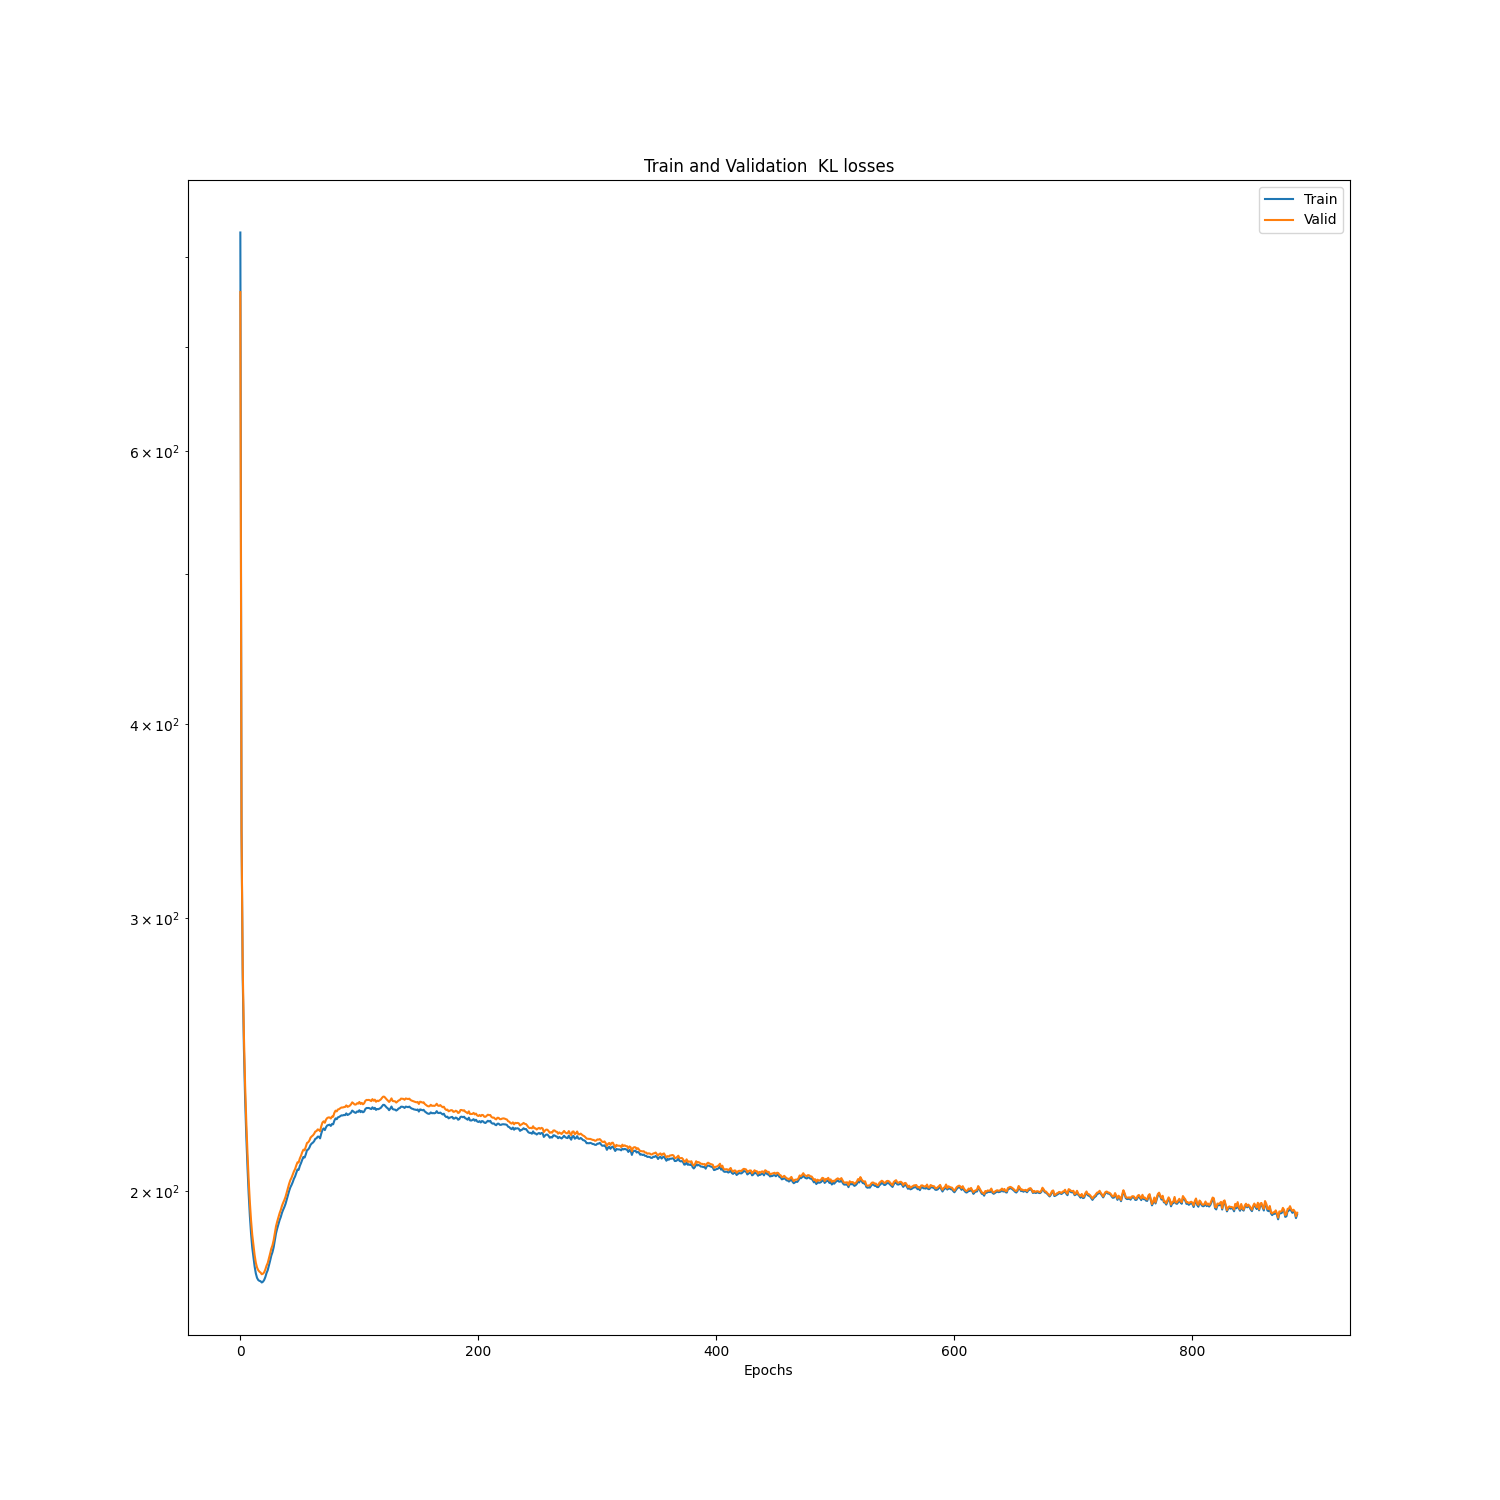 Train and Validation  KL losses
Train
Valid
6 × 10²
4 × 10²
3 × 10²
2 × 10²
0 200 400 600 800
Epochs